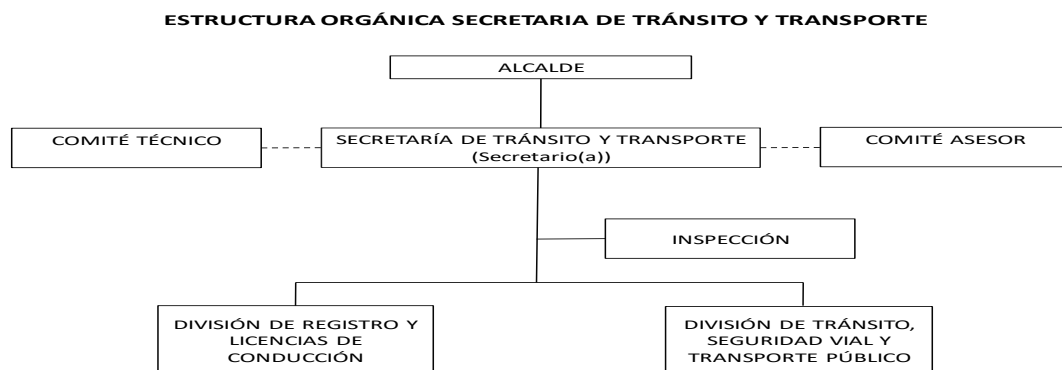 ESTRUCTURA ORGÁNICA SECRETARIA DE TRÁNSITO Y TRANSPORTE
ALCALDE
COMITÉ TÉCNICO
SECRETARÍA DE TRÁNSITO Y TRANSPORTE
(Secretario(a))
COMITÉ ASESOR
INSPECCIÓN
DIVISIÓN DE REGISTRO Y
LICENCIAS DE
CONDUCCIÓN
DIVISIÓN DE TRÁNSITO,
SEGURIDAD VIAL Y
TRANSPORTE PÚBLICO